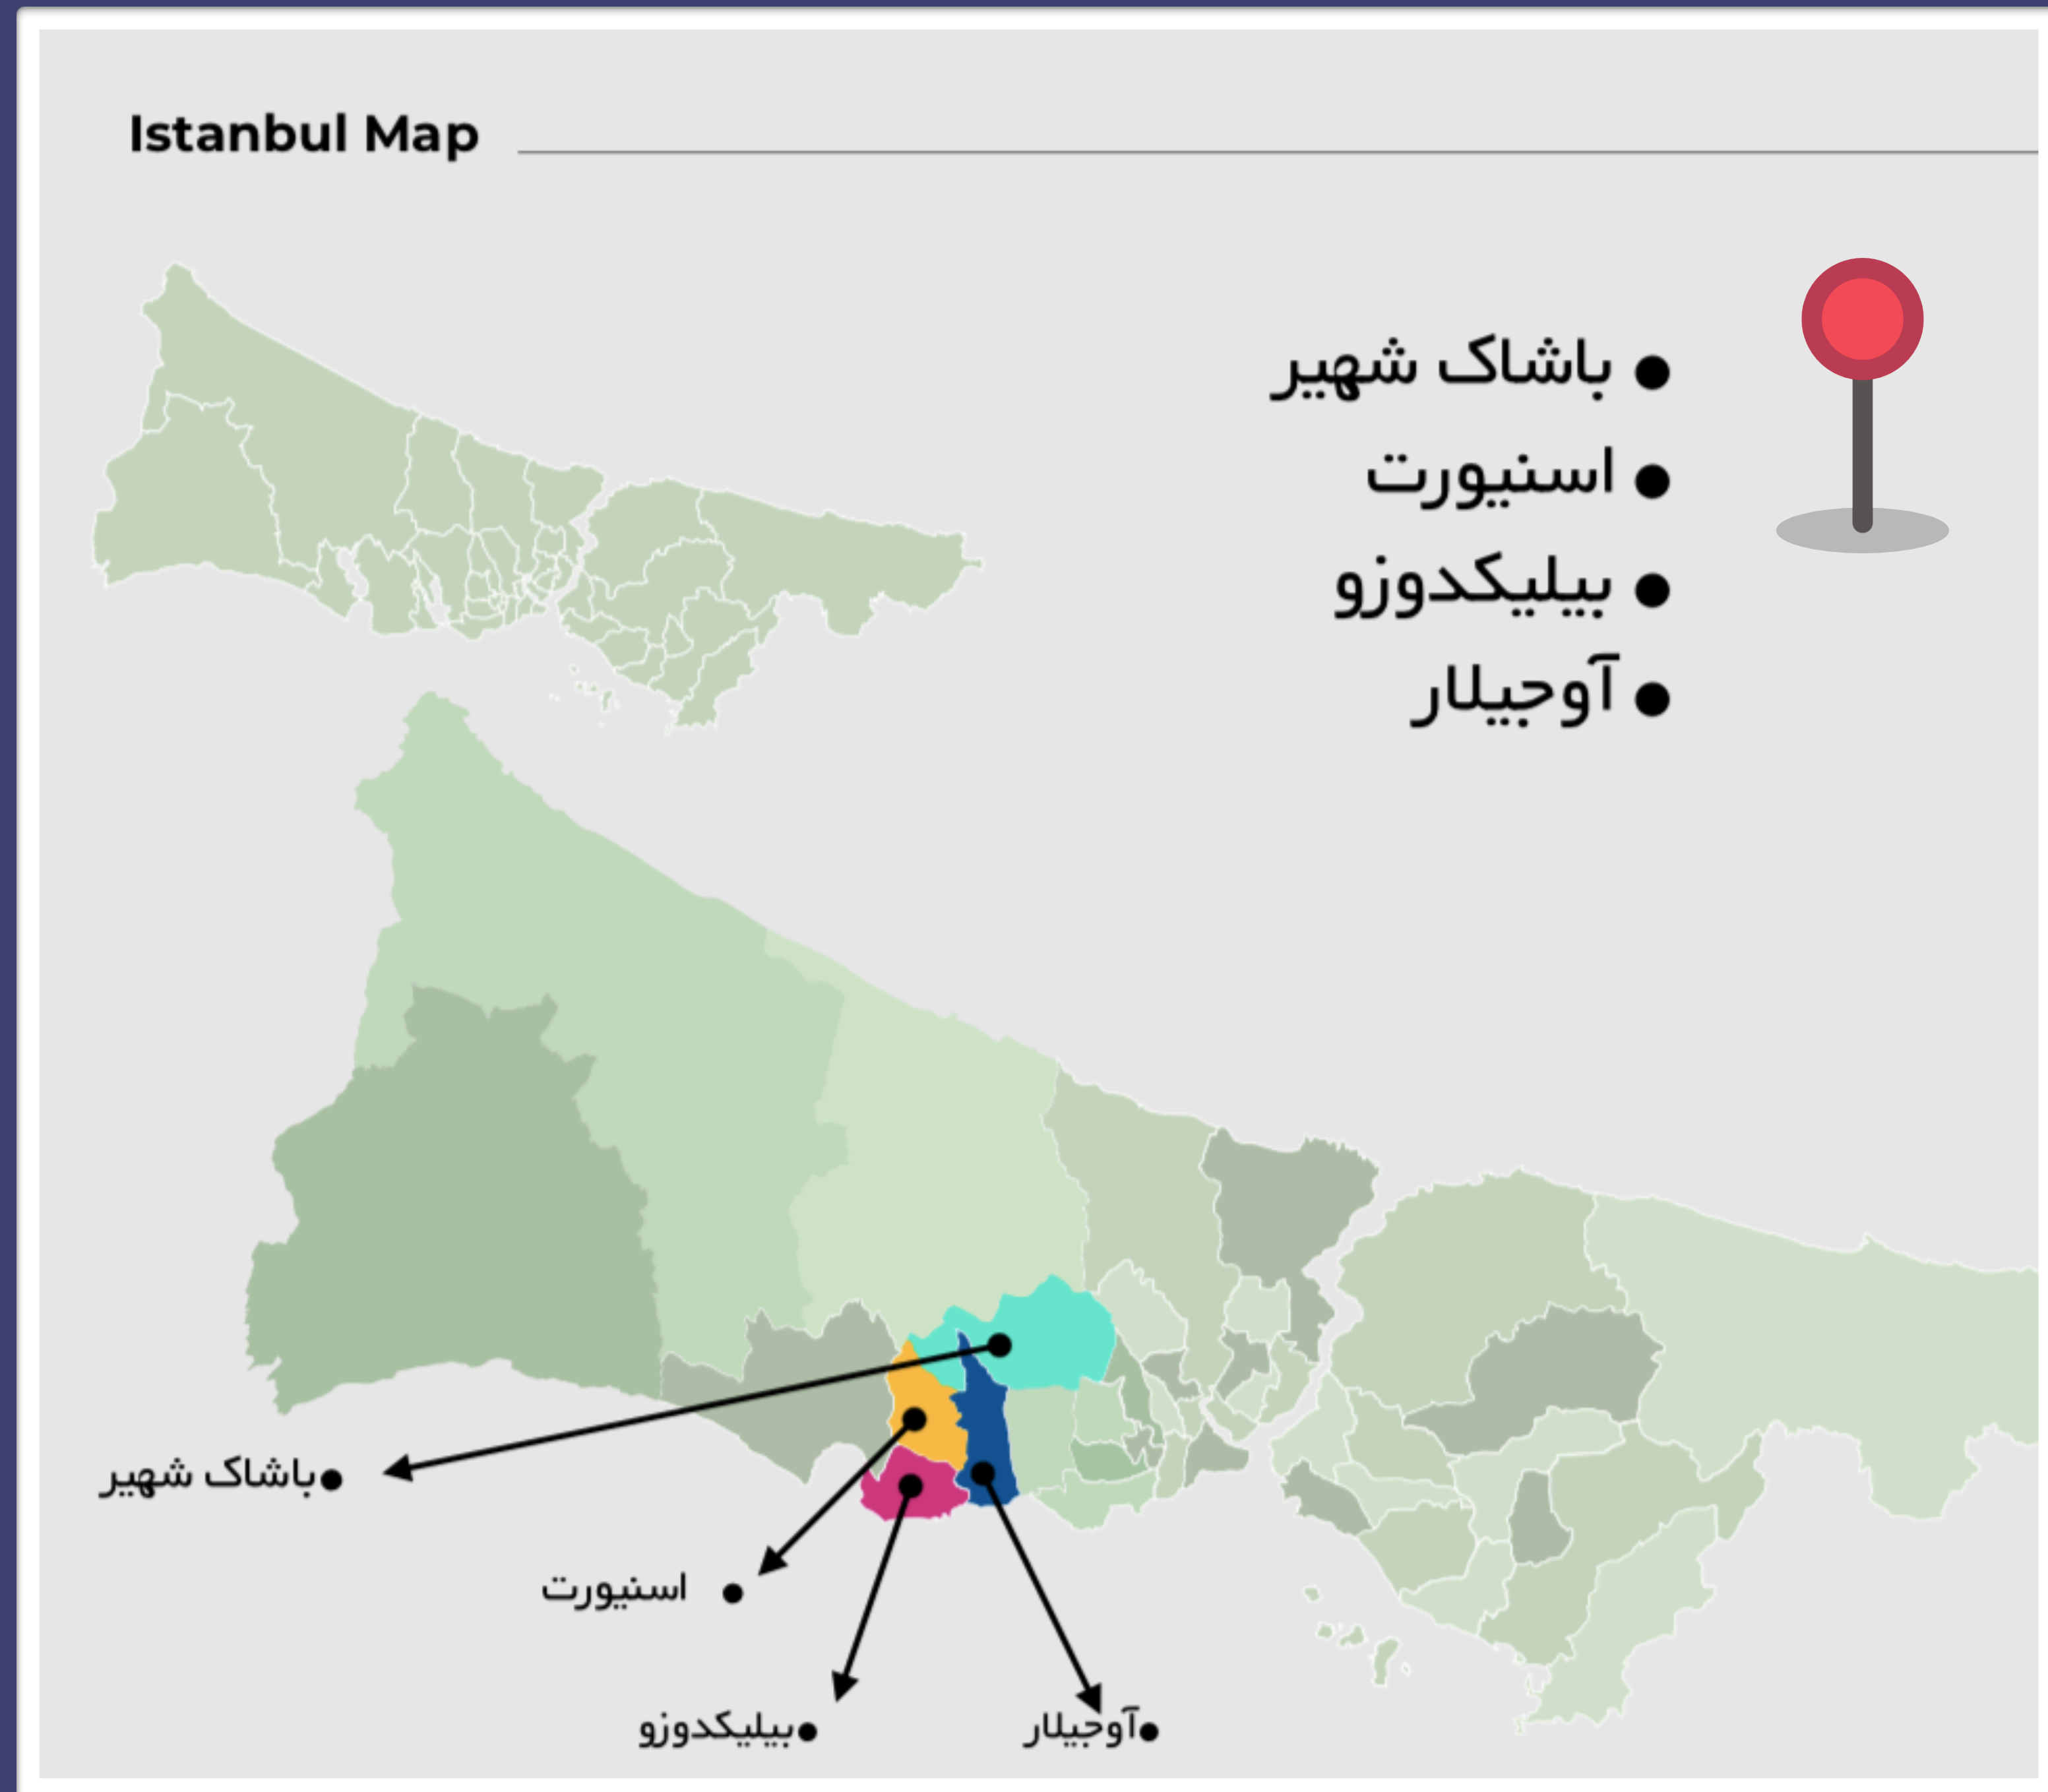 Istanbul Map
باشاک شهیر
اسنیورت
بیلیکدوزو
آوجیلار
باشاک شهیر
اسنیورت
بیلیکدوزو
آوجیلار